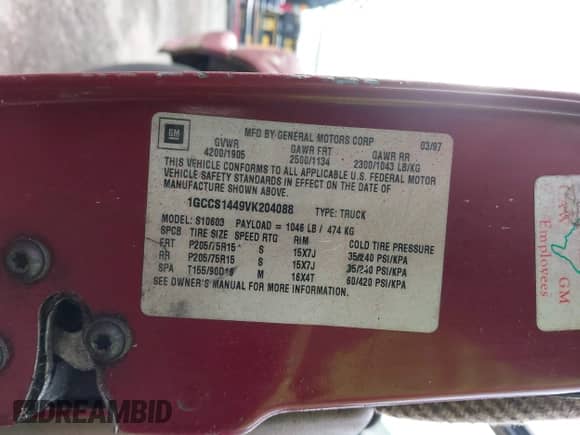 GM
MFD BY GENERAL MOTORS CORP 03/97
GVWR GAWR FRT GAWR RR
4200/1905 2500/1134 2300/1043 LB/KG
THIS VEHICLE CONFORMS TO ALL APPLICABLE U.S. FEDERAL MOTOR
VEHICLE SAFETY STANDARDS IN EFFECT ON THE DATE OF
MANUFACTURE SHOWN ABOVE.
1GCCS1449VK204088 TYPE: TRUCK
MODEL: S10603 PAYLOAD = 1046 LB / 474 KG
SPCB TIRE SIZE SPEED RTG RIM COLD TIRE PRESSURE
FRT P205/75R15 S 15X7J 35/240 PSI/KPA
RR P205/75R15 S 15X7J 35/240 PSI/KPA
SPA T155/90D16 M 16X4T 60/420 PSI/KPA
SEE OWNER'S MANUAL FOR MORE INFORMATION.
GM
Employees
DREAMBID